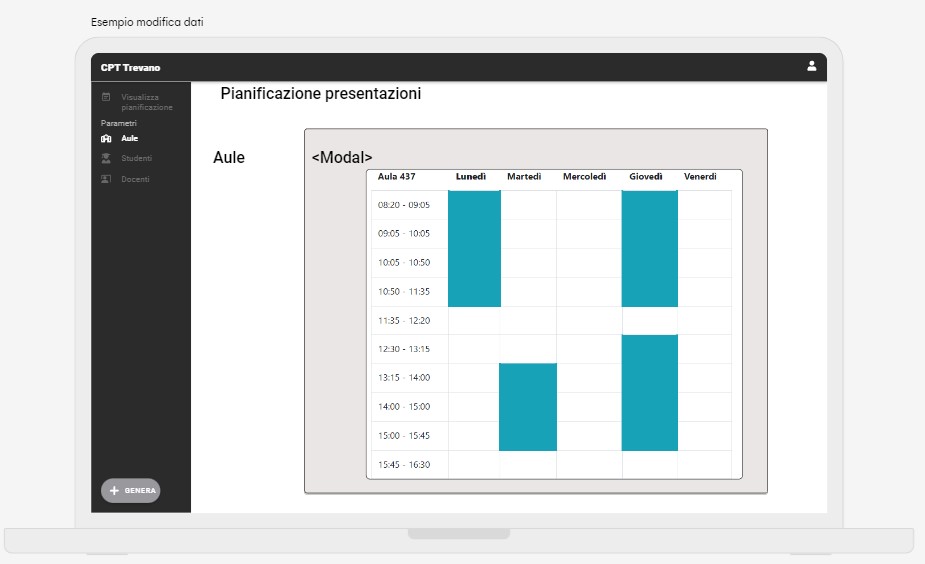 Esempio modifica dati
CPT Trevano
Visualizza
pianificazione
Parametri
Aule
Studenti
Docenti
GENERA
Pianificazione presentazioni
Aule
<Modal>
Aula 437 Lunedì Martedì Mercoledì Giovedì Venerdì
08:20 - 09:05
09:05 - 10:05
10:05 - 10:50
10:50 - 11:35
11:35 - 12:20
12:30 - 13:15
13:15 - 14:00
14:00 - 15:00
15:00 - 15:45
15:45 - 16:30